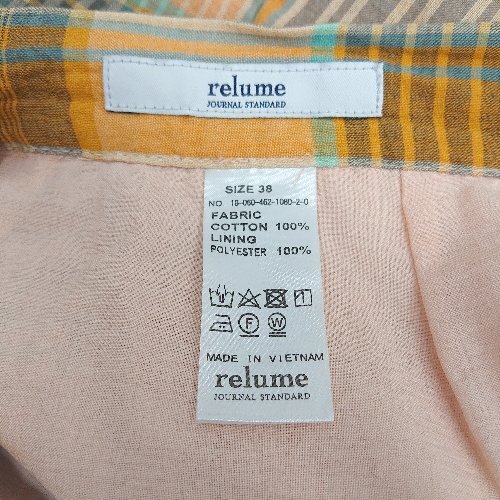 relume
JOURNAL STANDARD
SIZE 38
NO 18-060-462-1080-2-0
FABRIC
COTTON 100%
LINING
POLYESTER 100%
F W
MADE IN VIETNAM
relume
JOURNAL STANDARD